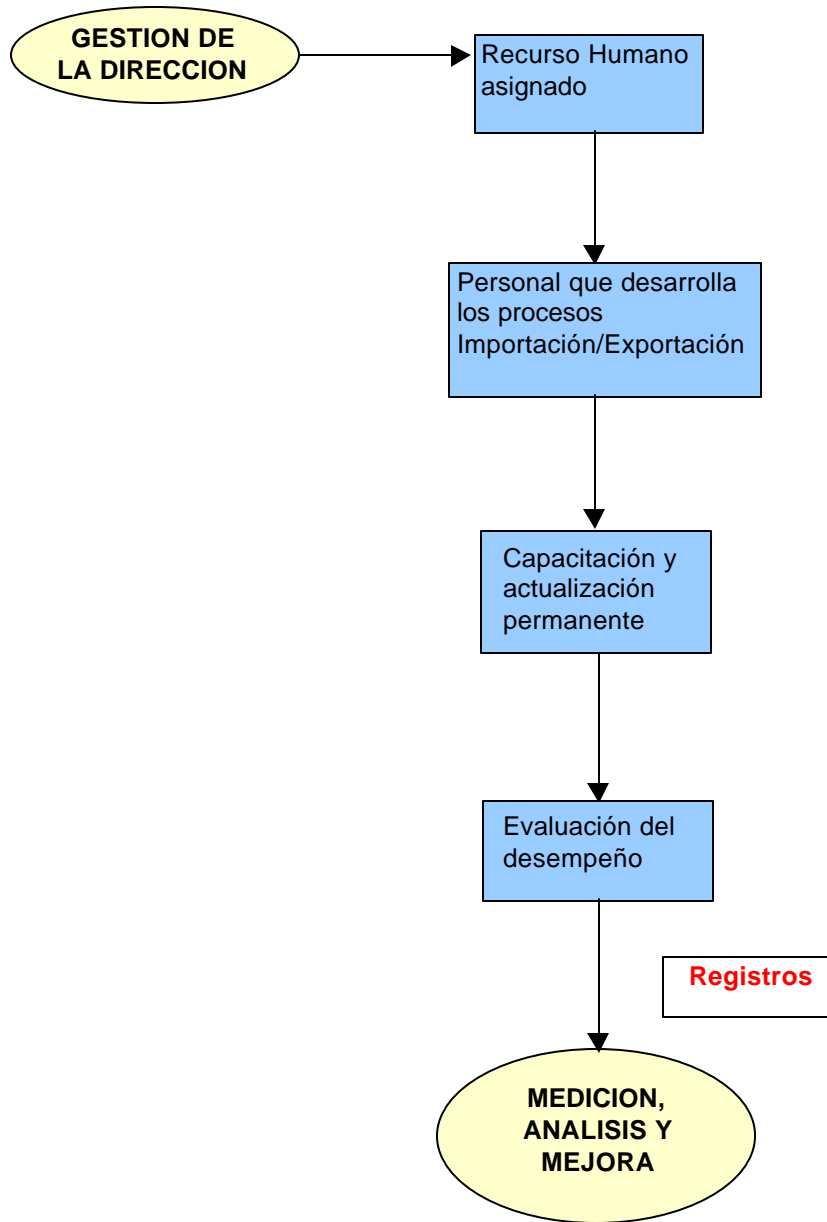 GESTION DE
LA DIRECCION
Recurso Humano
asignado
Personal que desarrolla
los procesos
Importación/Exportación
Capacitación y
actualización
permanente
Evaluación del
desempeño
Registros
MEDICION,
ANALISIS Y
MEJORA